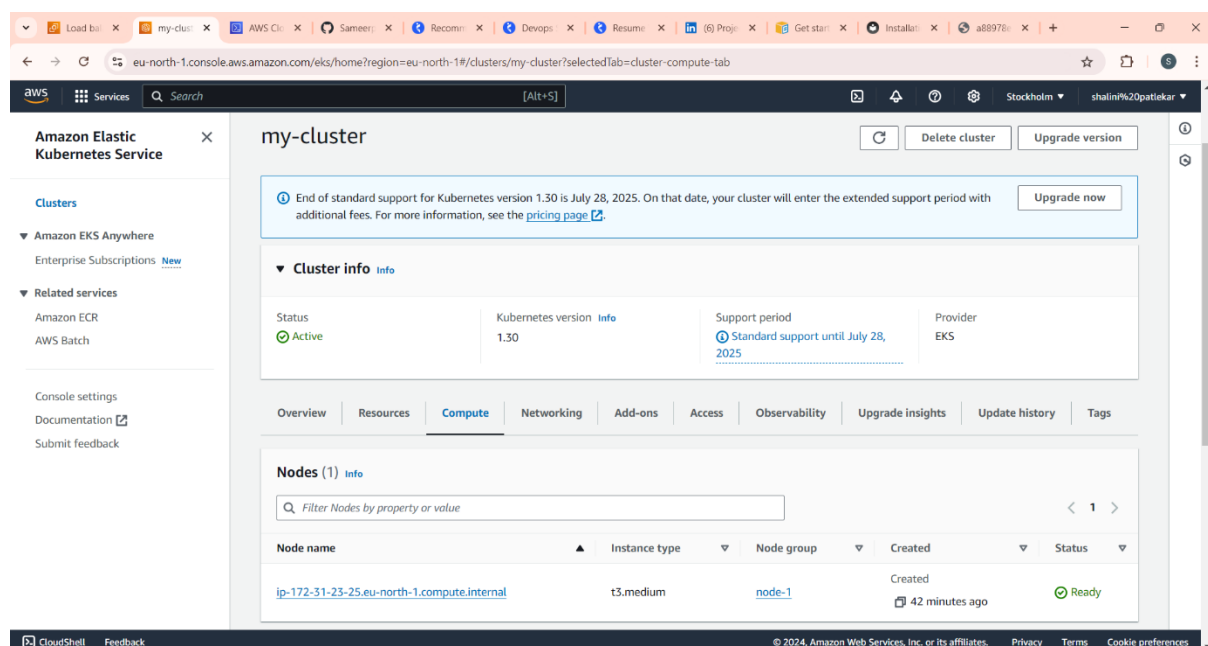 Load bal
my-clust
AWS Clo
Sameer
Recomm
Devops
Resume
(6) Proje
Get start
Installati
a88978e
eu-north-1.console.aws.amazon.com/eks/home?region=eu-north-1#/clusters/my-cluster?selectedTab=cluster-compute-tab
aws Services Search [Alt+S] Stockholm shalini%20patlekar
Amazon Elastic
Kubernetes Service
Clusters
Amazon EKS Anywhere
Enterprise Subscriptions New
Related services
Amazon ECR
AWS Batch
Console settings
Documentation
Submit feedback
my-cluster
Delete cluster Upgrade version
End of standard support for Kubernetes version 1.30 is July 28, 2025. On that date, your cluster will enter the extended support period with
additional fees. For more information, see the pricing page.
Upgrade now
Cluster info Info
Status Kubernetes version Info Support period Provider
Active 1.30 Standard support until July 28, EKS
2025
Overview Resources Compute Networking Add-ons Access Observability Upgrade insights Update history Tags
Nodes (1) Info
Filter Nodes by property or value
1
Node name Instance type Node group Created Status
ip-172-31-23-25.eu-north-1.compute.internal t3.medium node-1 Created Ready
42 minutes ago
CloudShell Feedback © 2024, Amazon Web Services, Inc. or its affiliates. Privacy Terms Cookie preferences